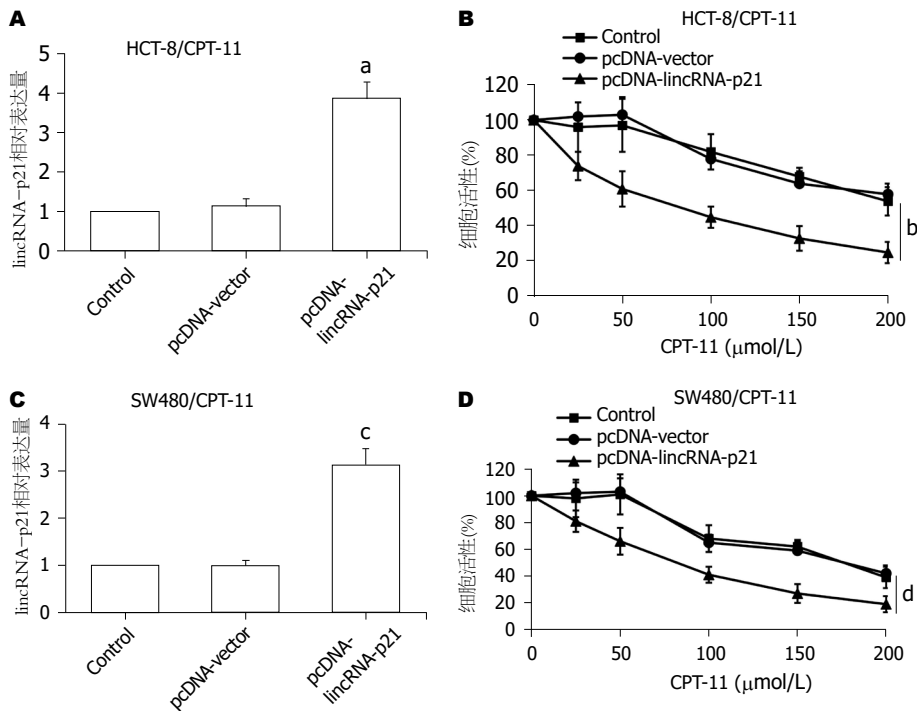 A
HCT-8/CPT-11
lincRNA-p21相对表达量
5
4
3
2
1
0
a
Control
pcDNA-vector
pcDNA-
lincRNA-p21
B
HCT-8/CPT-11
Control
pcDNA-vector
pcDNA-lincRNA-p21
细胞活性(%)
120
100
80
60
40
20
0
b
0
50
100
150
200
CPT-11 (μmol/L)
C
SW480/CPT-11
lincRNA-p21相对表达量
4
3
2
1
0
c
Control
pcDNA-vector
pcDNA-
lincRNA-p21
D
SW480/CPT-11
Control
pcDNA-vector
pcDNA-lincRNA-p21
细胞活性(%)
120
100
80
60
40
20
0
d
0
50
100
150
200
CPT-11 (μmol/L)